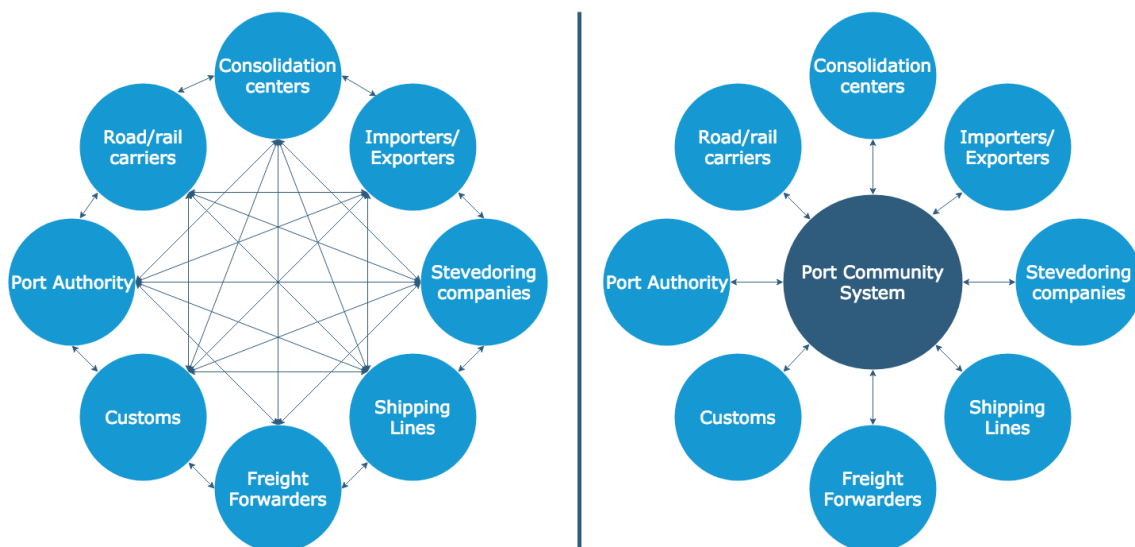 Consolidation
centers
Road/rail
carriers
Importers/
Exporters
Port Authority
Stevedoring
companies
Customs
Shipping
Lines
Freight
Forwarders
Consolidation
centers
Road/rail
carriers
Importers/
Exporters
Port Authority
Port Community
System
Stevedoring
companies
Customs
Shipping
Lines
Freight
Forwarders